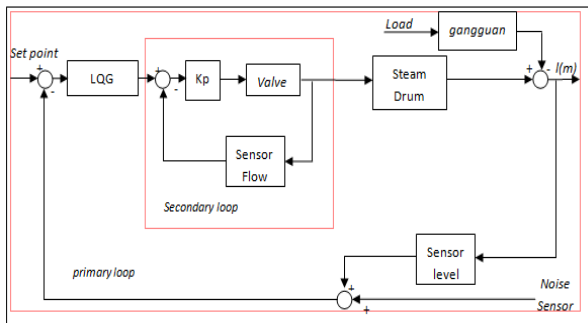 Load
gangguan
Set point
+
-
LQG
+
-
Kp
Valve
Steam
Drum
+
-
l(m)
Sensor
Flow
Secondary loop
Sensor
level
primary loop
+
+
Noise
Sensor